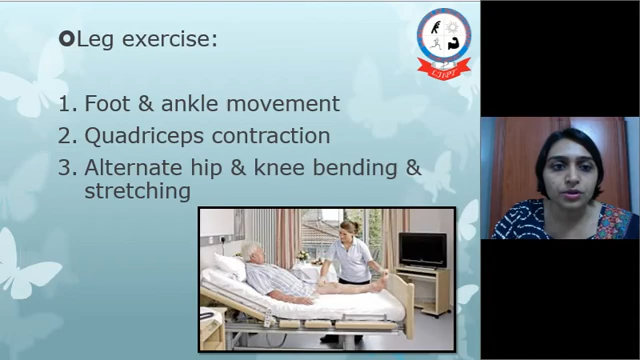 Leg exercise:
1. Foot & ankle movement
2. Quadriceps contraction
3. Alternate hip & knee bending &
stretching